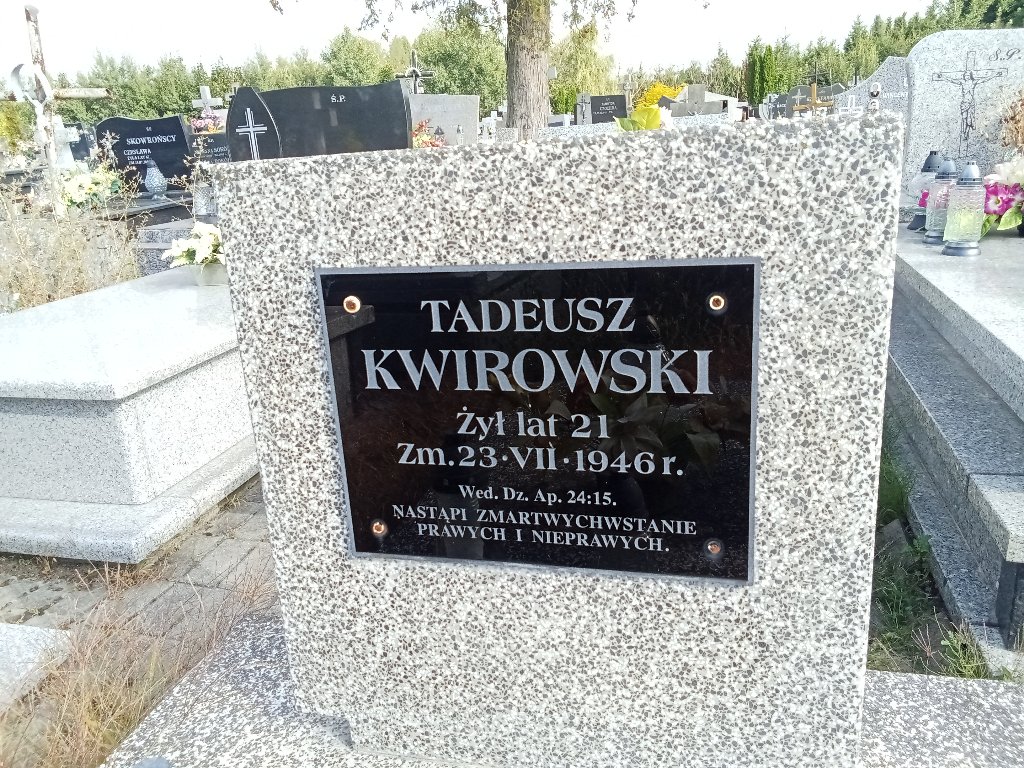 TADEUSZ
KWIROWSKI
Żył lat 21
Zm. 23·VII·1946 r.
Wed. Dz. Ap. 24:15.
NASTĄPI ZMARTWYCHWSTANIE
PRAWYCH I NIEPRAWYCH.
Ś.P.
SKOWROŃSCY
CZESŁAWA
Ś.P.